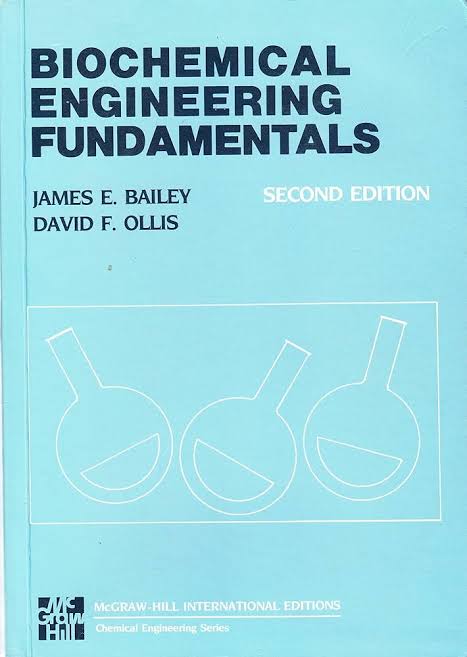 BIOCHEMICAL
ENGINEERING
FUNDAMENTALS
JAMES E. BAILEY
SECOND EDITION
DAVID F. OLLIS
Mc
Graw
Hill
McGRAW-HILL INTERNATIONAL EDITIONS
Chemical Engineering Series